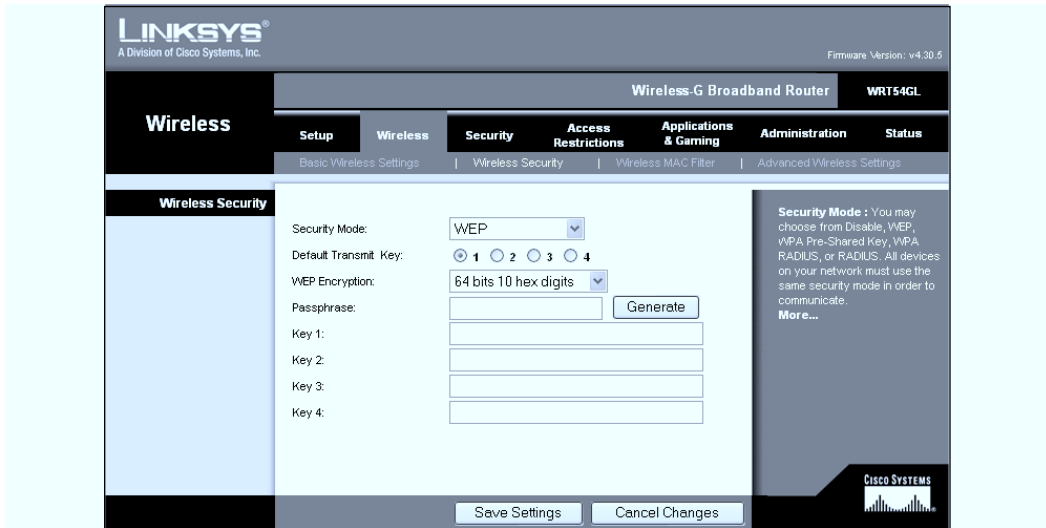 LINKSYS®
A Division of Cisco Systems, Inc.
Firmware Version: v4.30.5
Wireless-G Broadband Router WRT54GL
Wireless
Setup Wireless Security Access Restrictions Applications & Gaming Administration Status
Basic Wireless Settings | Wireless Security | Wireless MAC Filter | Advanced Wireless Settings
Wireless Security
Security Mode: WEP
Default Transmit Key: 1 2 3 4
WEP Encryption: 64 bits 10 hex digits
Passphrase: Generate
Key 1:
Key 2:
Key 3:
Key 4:
Security Mode : You may
choose from Disable, WEP,
WPA Pre-Shared Key, WPA
RADIUS, or RADIUS. All devices
on your network must use the
same security mode in order to
communicate.
More...
Save Settings Cancel Changes
CISCO SYSTEMS